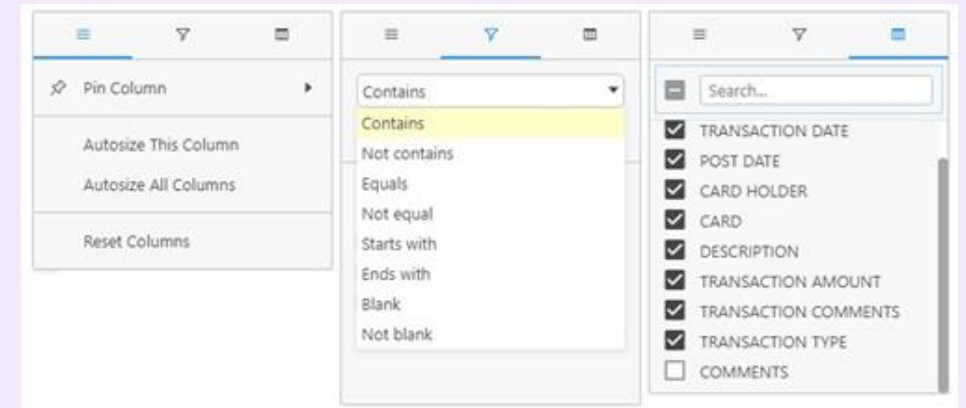 Pin Column
Autosize This Column
Autosize All Columns
Reset Columns
Contains
Contains
Not contains
Equals
Not equal
Starts with
Ends with
Blank
Not blank
Search...
TRANSACTION DATE
POST DATE
CARD HOLDER
CARD
DESCRIPTION
TRANSACTION AMOUNT
TRANSACTION COMMENTS
TRANSACTION TYPE
COMMENTS